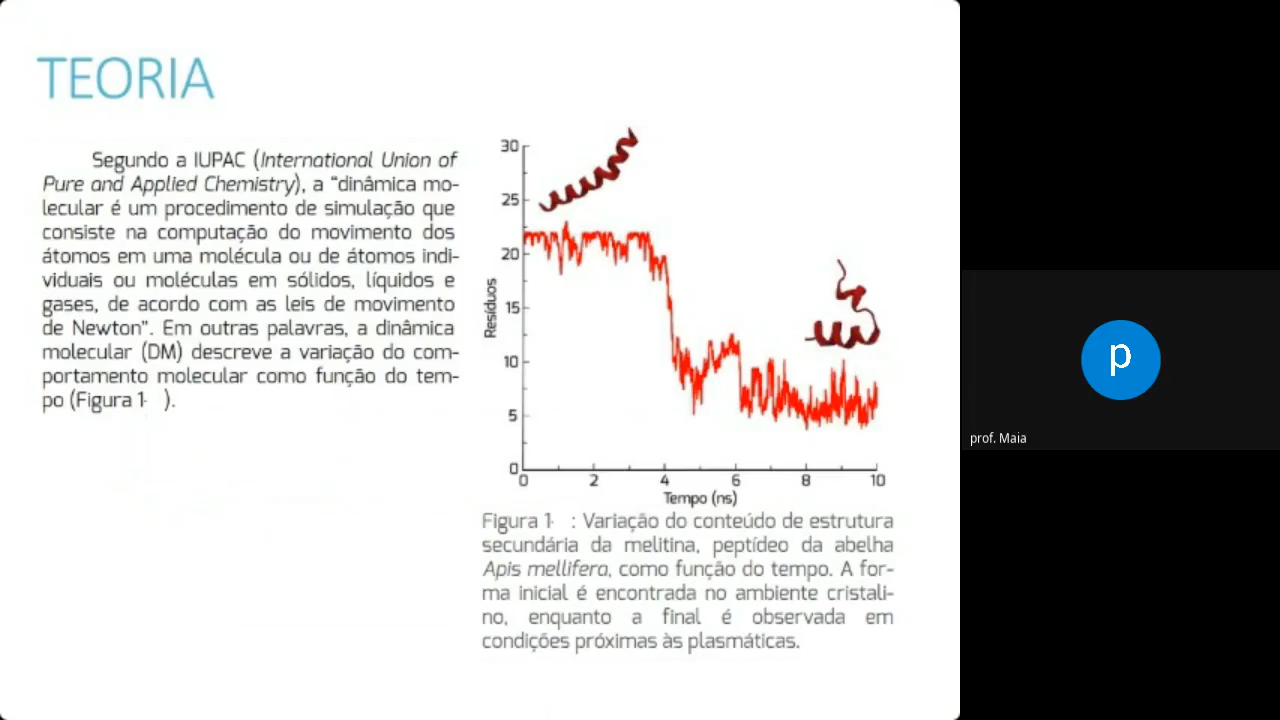 TEORIA
Segundo a IUPAC (International Union of
Pure and Applied Chemistry), a “dinâmica mo-
lecular é um procedimento de simulação que
consiste na computação do movimento dos
átomos em uma molécula ou de átomos indi-
viduais ou moléculas em sólidos, líquidos e
gases, de acordo com as leis de movimento
de Newton”. Em outras palavras, a dinâmica
molecular (DM) descreve a variação do com-
portamento molecular como função do tem-
po (Figura 1- ).
30
25
20
15
10
5
0
Resíduos
0 2 4 6 8 10
Tempo (ns)
Figura 1- : Variação do conteúdo de estrutura
secundária da melitina, peptídeo da abelha
Apis mellifera, como função do tempo. A for-
ma inicial é encontrada no ambiente cristali-
no, enquanto a final é observada em
condições próximas às plasmáticas.
p
prof. Maia